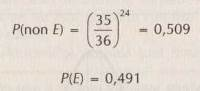 P(non E) = (35/36)^24 = 0,509
P(E) = 0,491